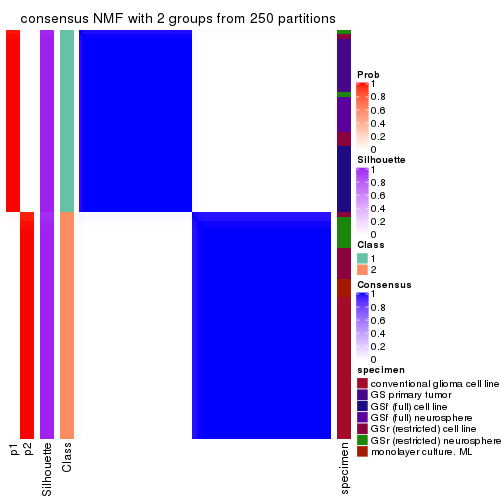 consensus NMF with 2 groups from 250 partitions
Prob
1
0.8
0.6
0.4
0.2
0
Silhouette
1
0.8
0.6
0.4
0.2
0
Class
1
2
Consensus
1
0.8
0.6
0.4
0.2
0
specimen
conventional glioma cell line
GS primary tumor
GSf (full) cell line
GSf (full) neurosphere
GSr (restricted) cell line
GSr (restricted) neurosphere
monolayer culture, ML
p1
p2
Silhouette
Class
specimen